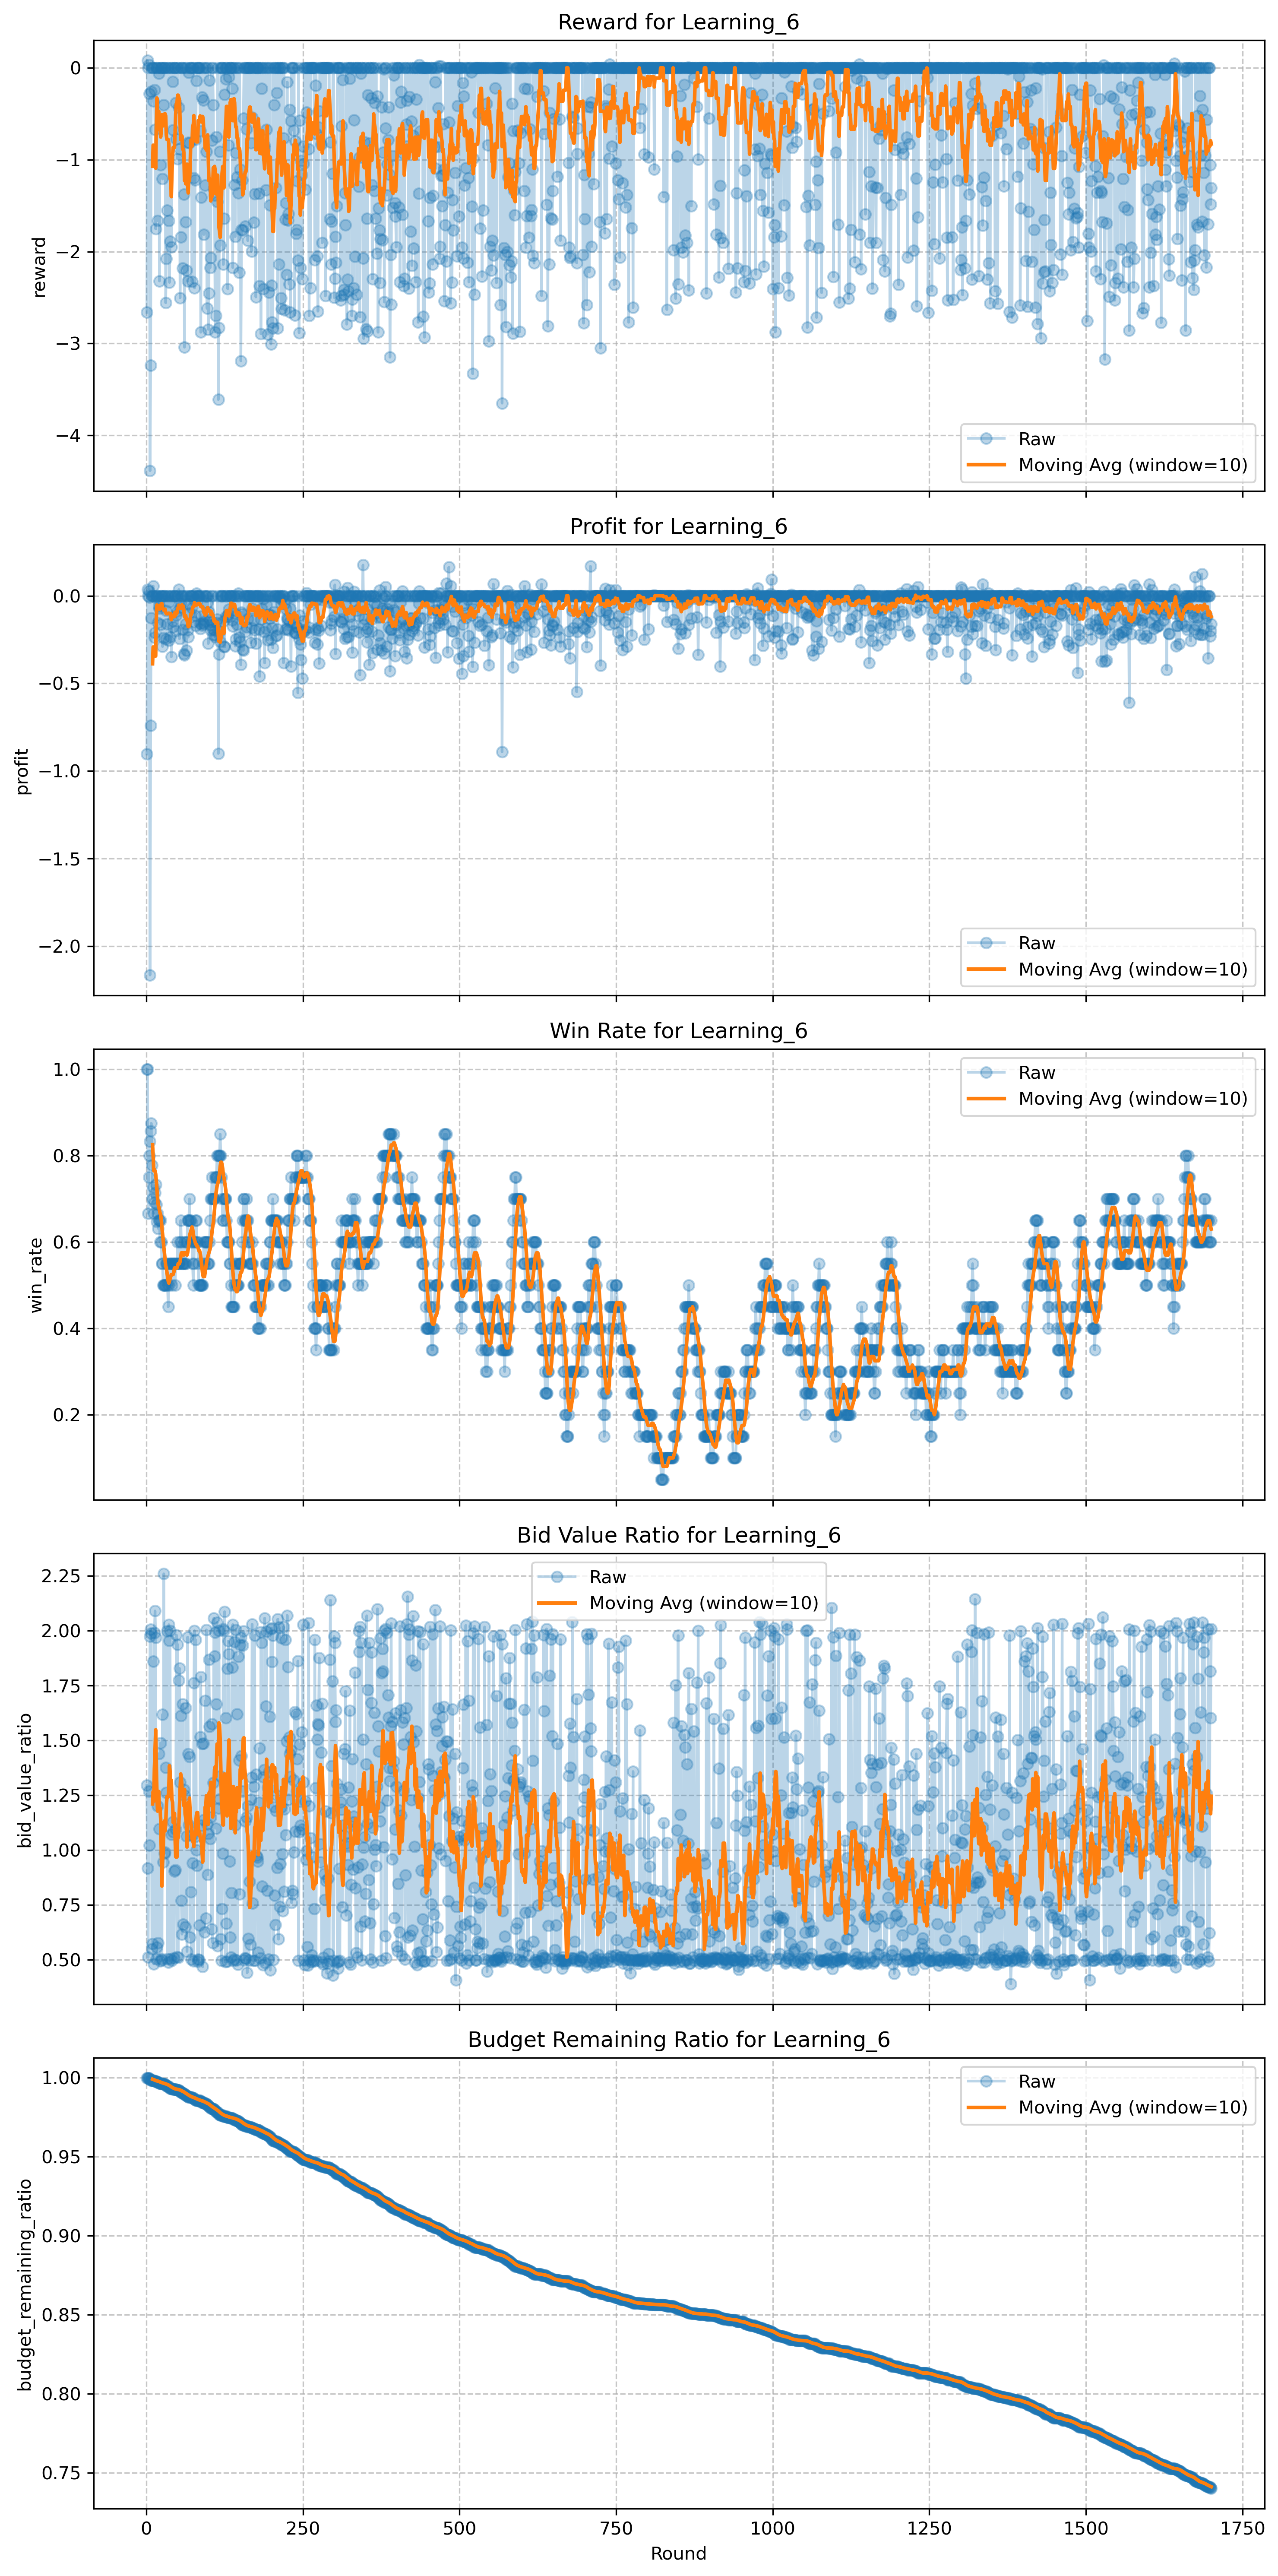 Reward for Learning_6
0
−1
−2
−3
−4
reward
Raw
Moving Avg (window=10)
Profit for Learning_6
0.0
−0.5
−1.0
−1.5
−2.0
profit
Raw
Moving Avg (window=10)
Win Rate for Learning_6
1.0
0.8
0.6
0.4
0.2
win_rate
Raw
Moving Avg (window=10)
Bid Value Ratio for Learning_6
2.25
2.00
1.75
1.50
1.25
1.00
0.75
0.50
bid_value_ratio
Raw
Moving Avg (window=10)
Budget Remaining Ratio for Learning_6
1.00
0.95
0.90
0.85
0.80
0.75
budget_remaining_ratio
Raw
Moving Avg (window=10)
0 250 500 750 1000 1250 1500 1750
Round